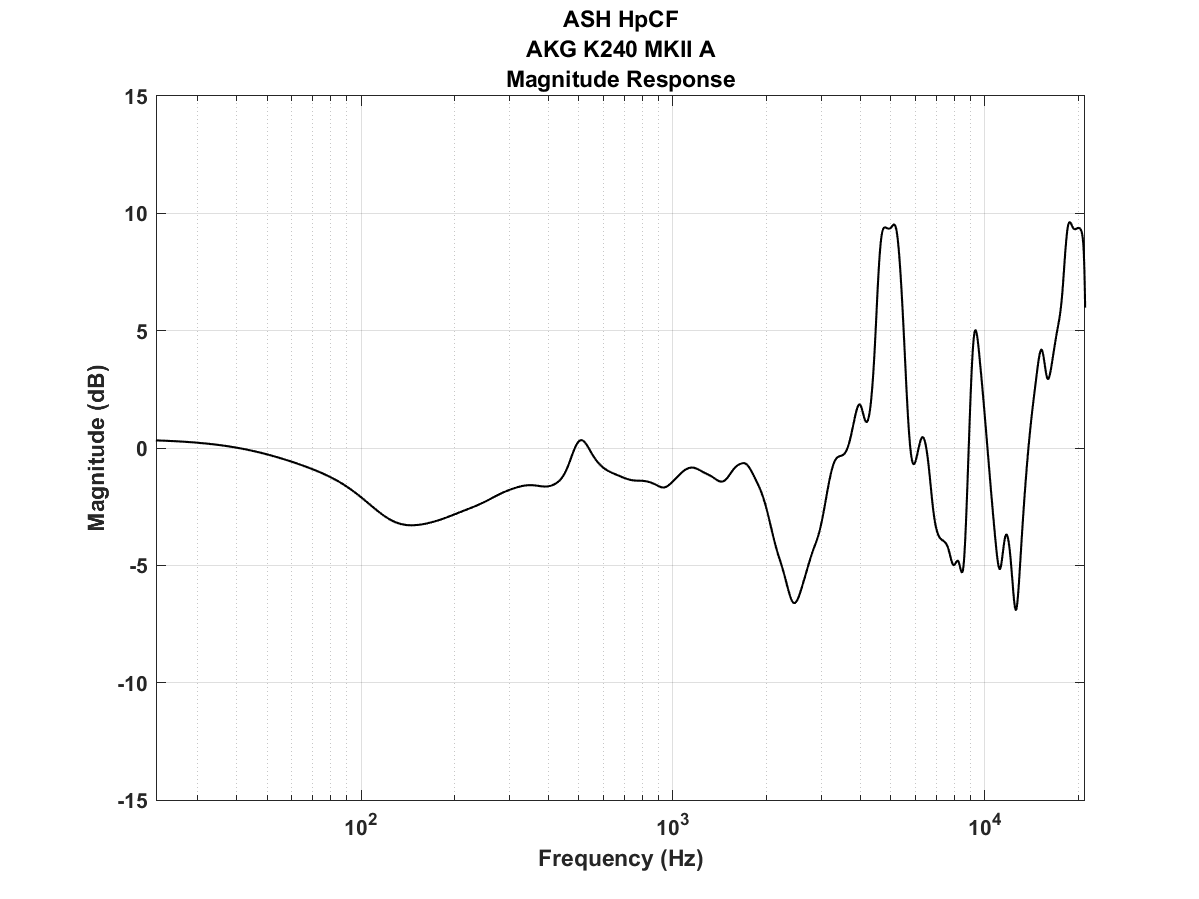 ASH HpCF
AKG K240 MKII A
Magnitude Response
15
10
5
0
-5
-10
-15
Magnitude (dB)
10²
10³
10⁴
Frequency (Hz)